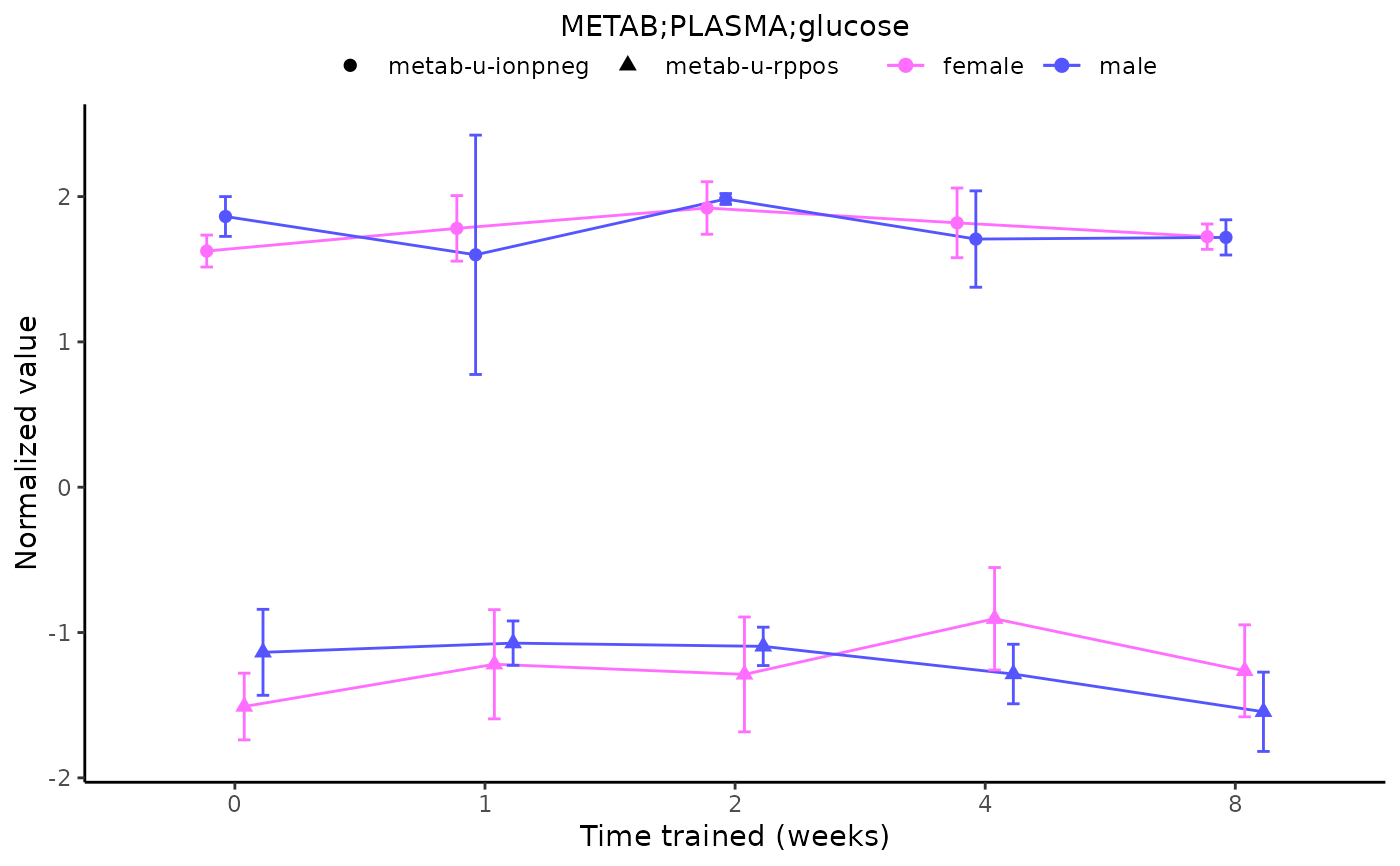 METAB;PLASMA;glucose
metab-u-ionpneg metab-u-rppos female male
Normalized value
2
1
0
-1
-2
0 1 2 4 8
Time trained (weeks)